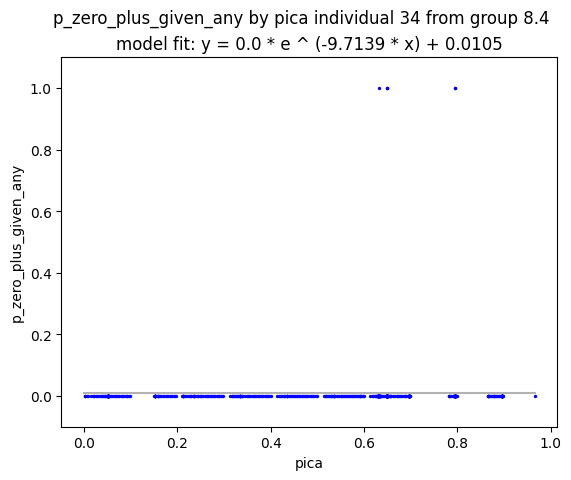 p_zero_plus_given_any by pica individual 34 from group 8.4
model fit: y = 0.0 * e ^ (-9.7139 * x) + 0.0105
p_zero_plus_given_any
1.0
0.8
0.6
0.4
0.2
0.0
0.0 0.2 0.4 0.6 0.8 1.0
pica